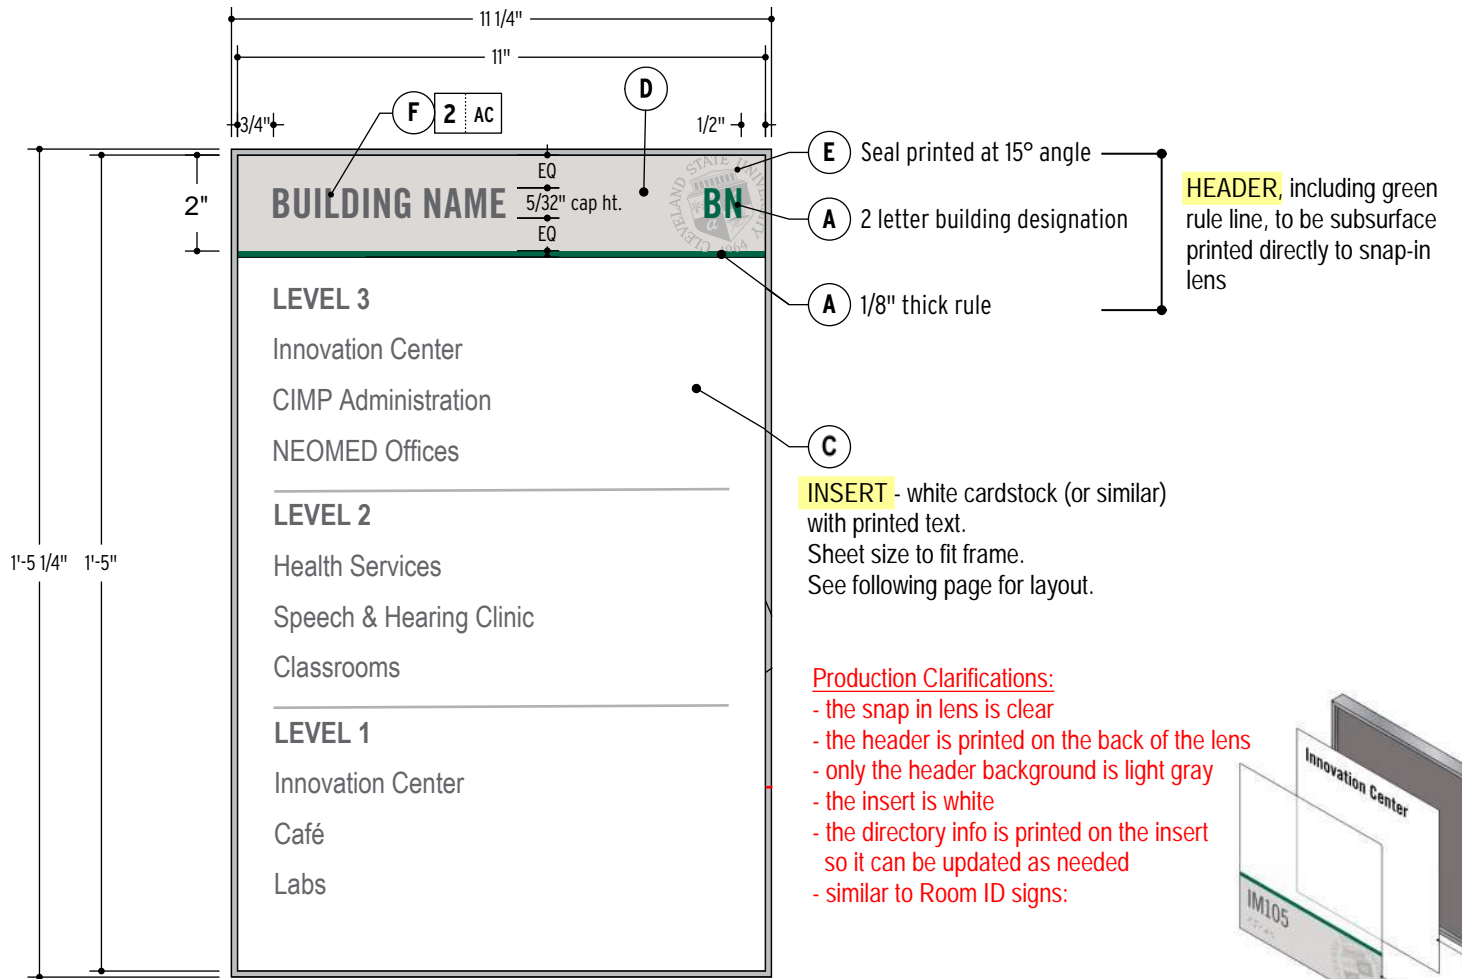 11 1/4"
11"
3/4"
F 2 AC
D
1/2"
E Seal printed at 15° angle
A 2 letter building designation
A 1/8" thick rule
HEADER, including green
rule line, to be subsurface
printed directly to snap-in
lens
2"
BUILDING NAME
EQ
5/32" cap ht.
EQ
CLEVELAND STATE UNIVERSITY
1964
BN
1'-5 1/4"
1'-5"
LEVEL 3
Innovation Center
CIMP Administration
NEOMED Offices
LEVEL 2
Health Services
Speech & Hearing Clinic
Classrooms
LEVEL 1
Innovation Center
Café
Labs
C
INSERT - white cardstock (or similar)
with printed text.
Sheet size to fit frame.
See following page for layout.
Production Clarifications:
- the snap in lens is clear
- the header is printed on the back of the lens
- only the header background is light gray
- the insert is white
- the directory info is printed on the insert
so it can be updated as needed
- similar to Room ID signs:
Innovation Center
IM105